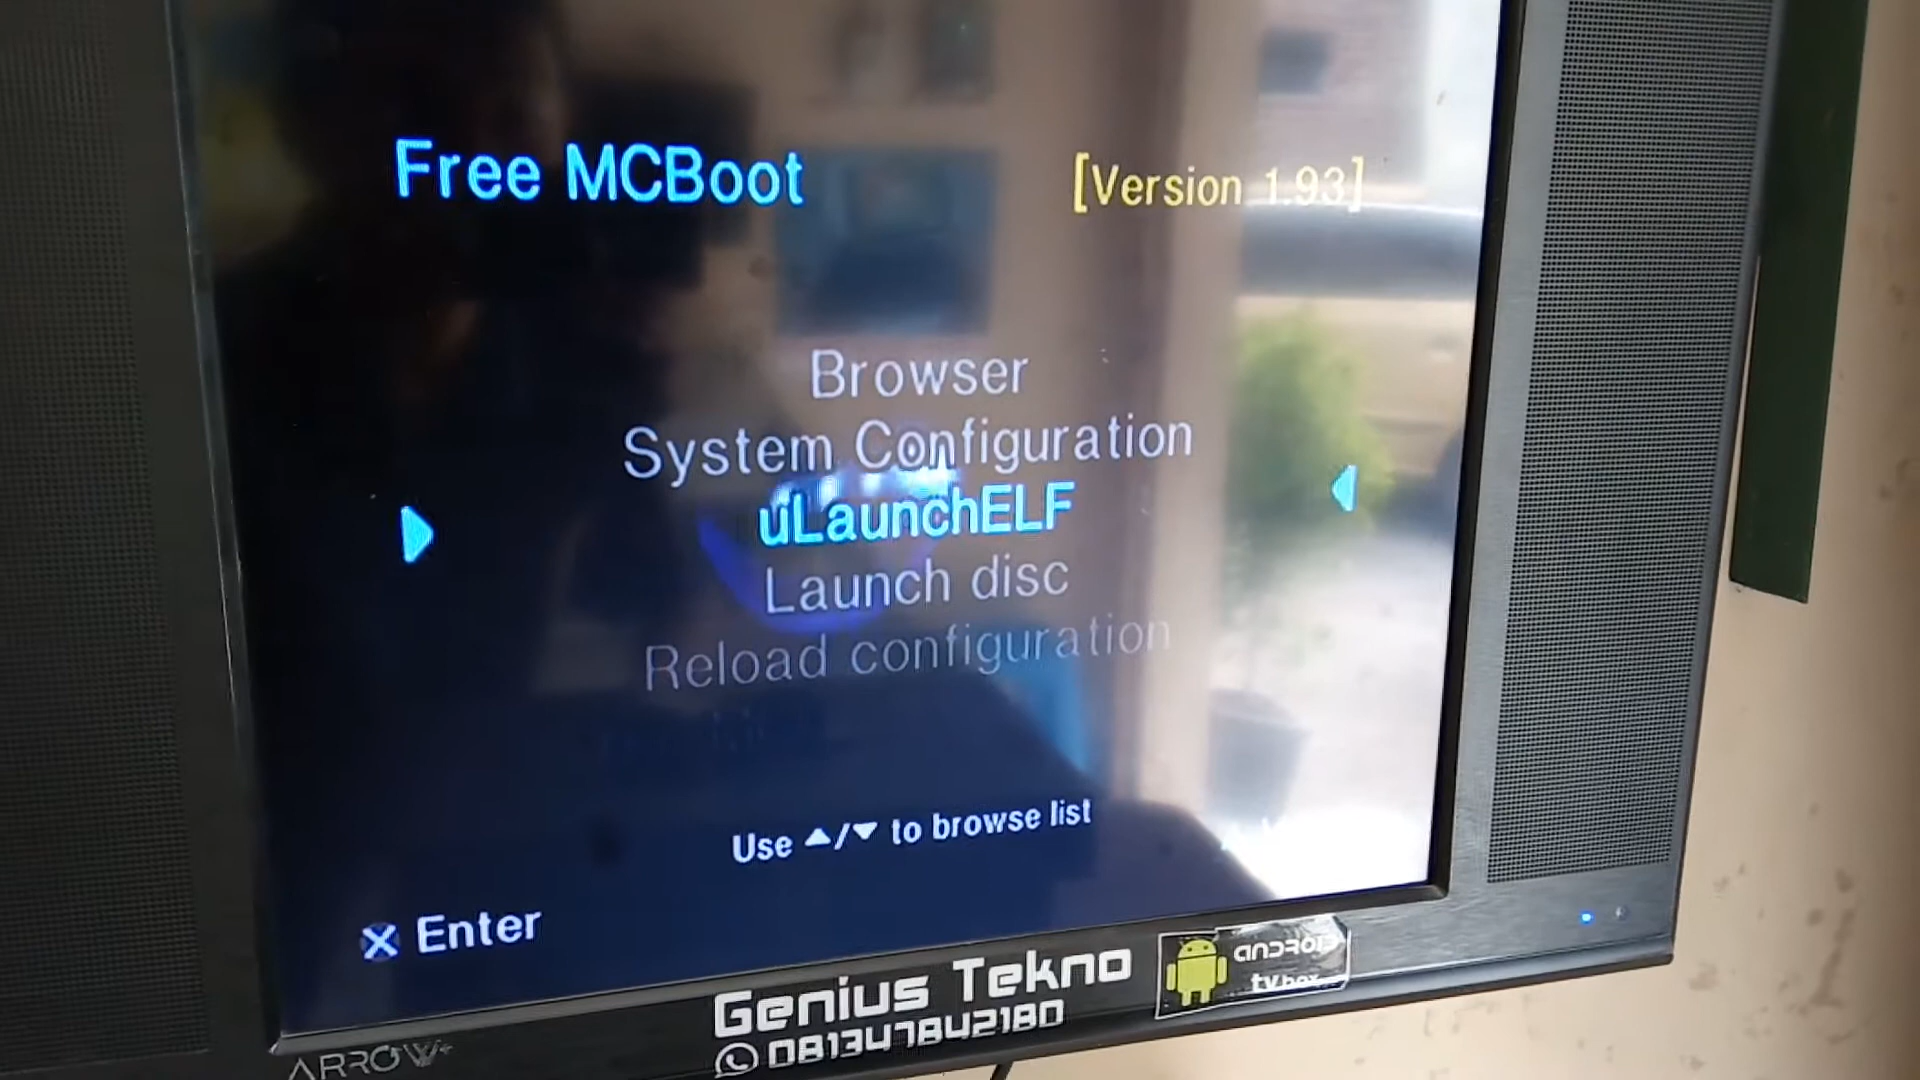 Free MCBoot
[Version 1.93]
Browser
System Configuration
uLaunchELF
Launch disc
Reload configuration
Use ▲/▼ to browse list
Enter
Genius Tekno
081347842180
android
tv box
ARROW